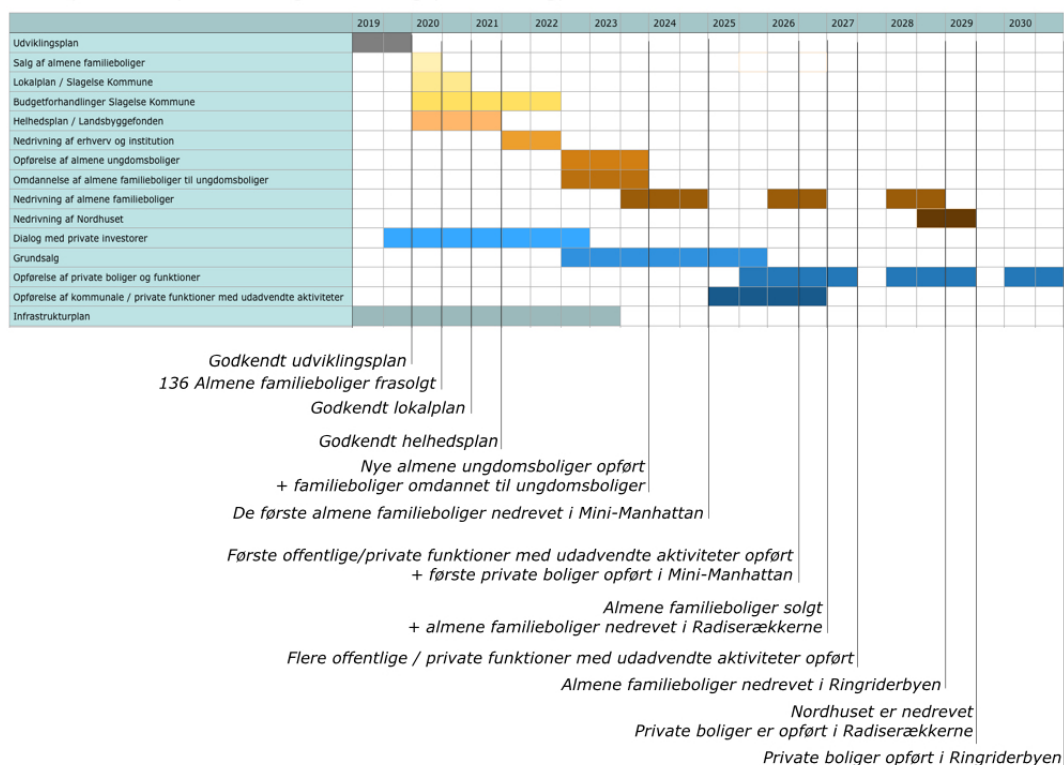 2019 2020 2021 2022 2023 2024 2025 2026 2027 2028 2029 2030
Udviklingsplan
Salg af almene familieboliger
Lokalplan / Slagelse Kommune
Budgetforhandlinger Slagelse Kommune
Helhedsplan / Landsbyggefonden
Nedrivning af erhverv og institution
Opførelse af almene ungdomsboliger
Omdannelse af almene familieboliger til ungdomsboliger
Nedrivning af almene familieboliger
Nedrivning af Nordhuset
Dialog med private investorer
Grundsalg
Opførelse af private boliger og funktioner
Opførelse af kommunale / private funktioner med udadvendte aktiviteter
Infrastrukturplan
Godkendt udviklingsplan
136 Almene familieboliger frasolgt
Godkendt lokalplan
Godkendt helhedsplan
Nye almene ungdomsboliger opført
+ familieboliger omdannet til ungdomsboliger
De første almene familieboliger nedrevet i Mini-Manhattan
Første offentlige/private funktioner med udadvendte aktiviteter opført
+ første private boliger opført i Mini-Manhattan
Almene familieboliger solgt
+ almene familieboliger nedrevet i Radiserækkerne
Flere offentlige / private funktioner med udadvendte aktiviteter opført
Almene familieboliger nedrevet i Ringriderbyen
Nordhuset er nedrevet
Private boliger er opført i Radiserækkerne
Private boliger opført i Ringriderbyen